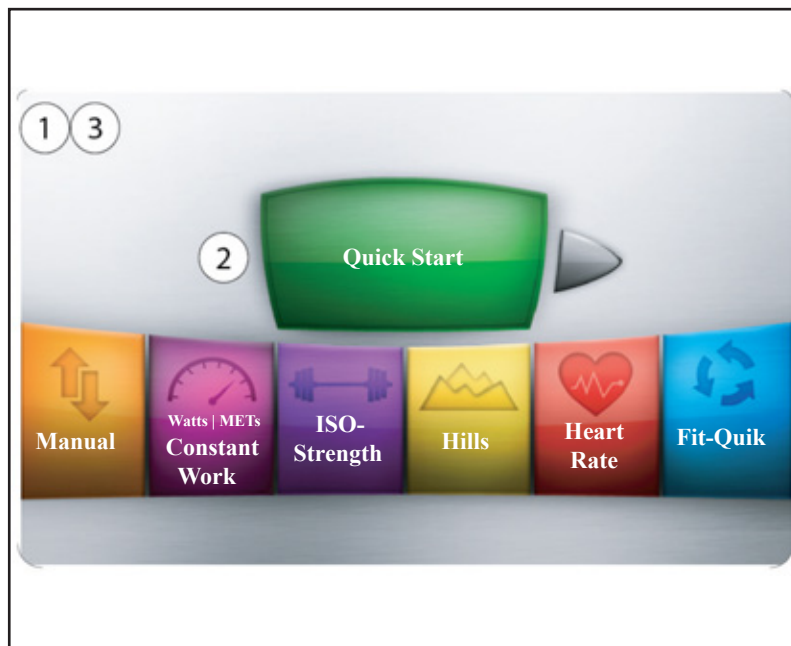 1 3
2
Quick Start
Manual
Watts | METs
Constant
Work
ISO-
Strength
Hills
Heart
Rate
Fit-Quik